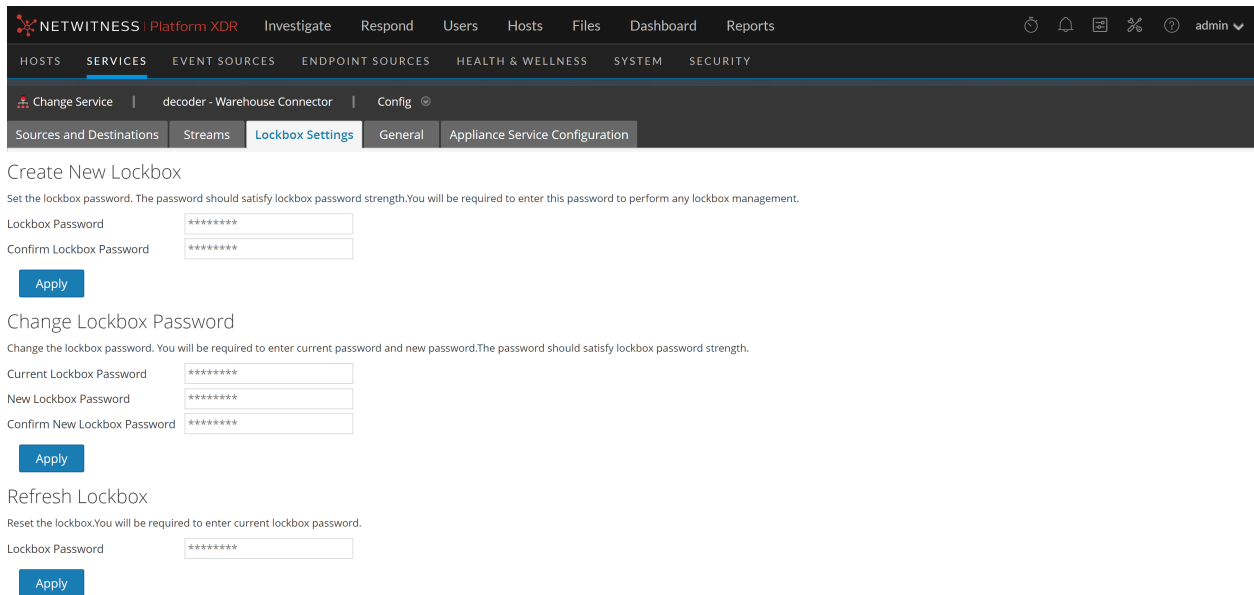 NETWITNESS | Platform XDR Investigate Respond Users Hosts Files Dashboard Reports admin
HOSTS SERVICES EVENT SOURCES ENDPOINT SOURCES HEALTH & WELLNESS SYSTEM SECURITY
Change Service | decoder - Warehouse Connector | Config
Sources and Destinations Streams Lockbox Settings General Appliance Service Configuration
Create New Lockbox
Set the lockbox password. The password should satisfy lockbox password strength.You will be required to enter this password to perform any lockbox management.
Lockbox Password ********
Confirm Lockbox Password ********
Apply
Change Lockbox Password
Change the lockbox password. You will be required to enter current password and new password.The password should satisfy lockbox password strength.
Current Lockbox Password ********
New Lockbox Password ********
Confirm New Lockbox Password ********
Apply
Refresh Lockbox
Reset the lockbox.You will be required to enter current lockbox password.
Lockbox Password ********
Apply